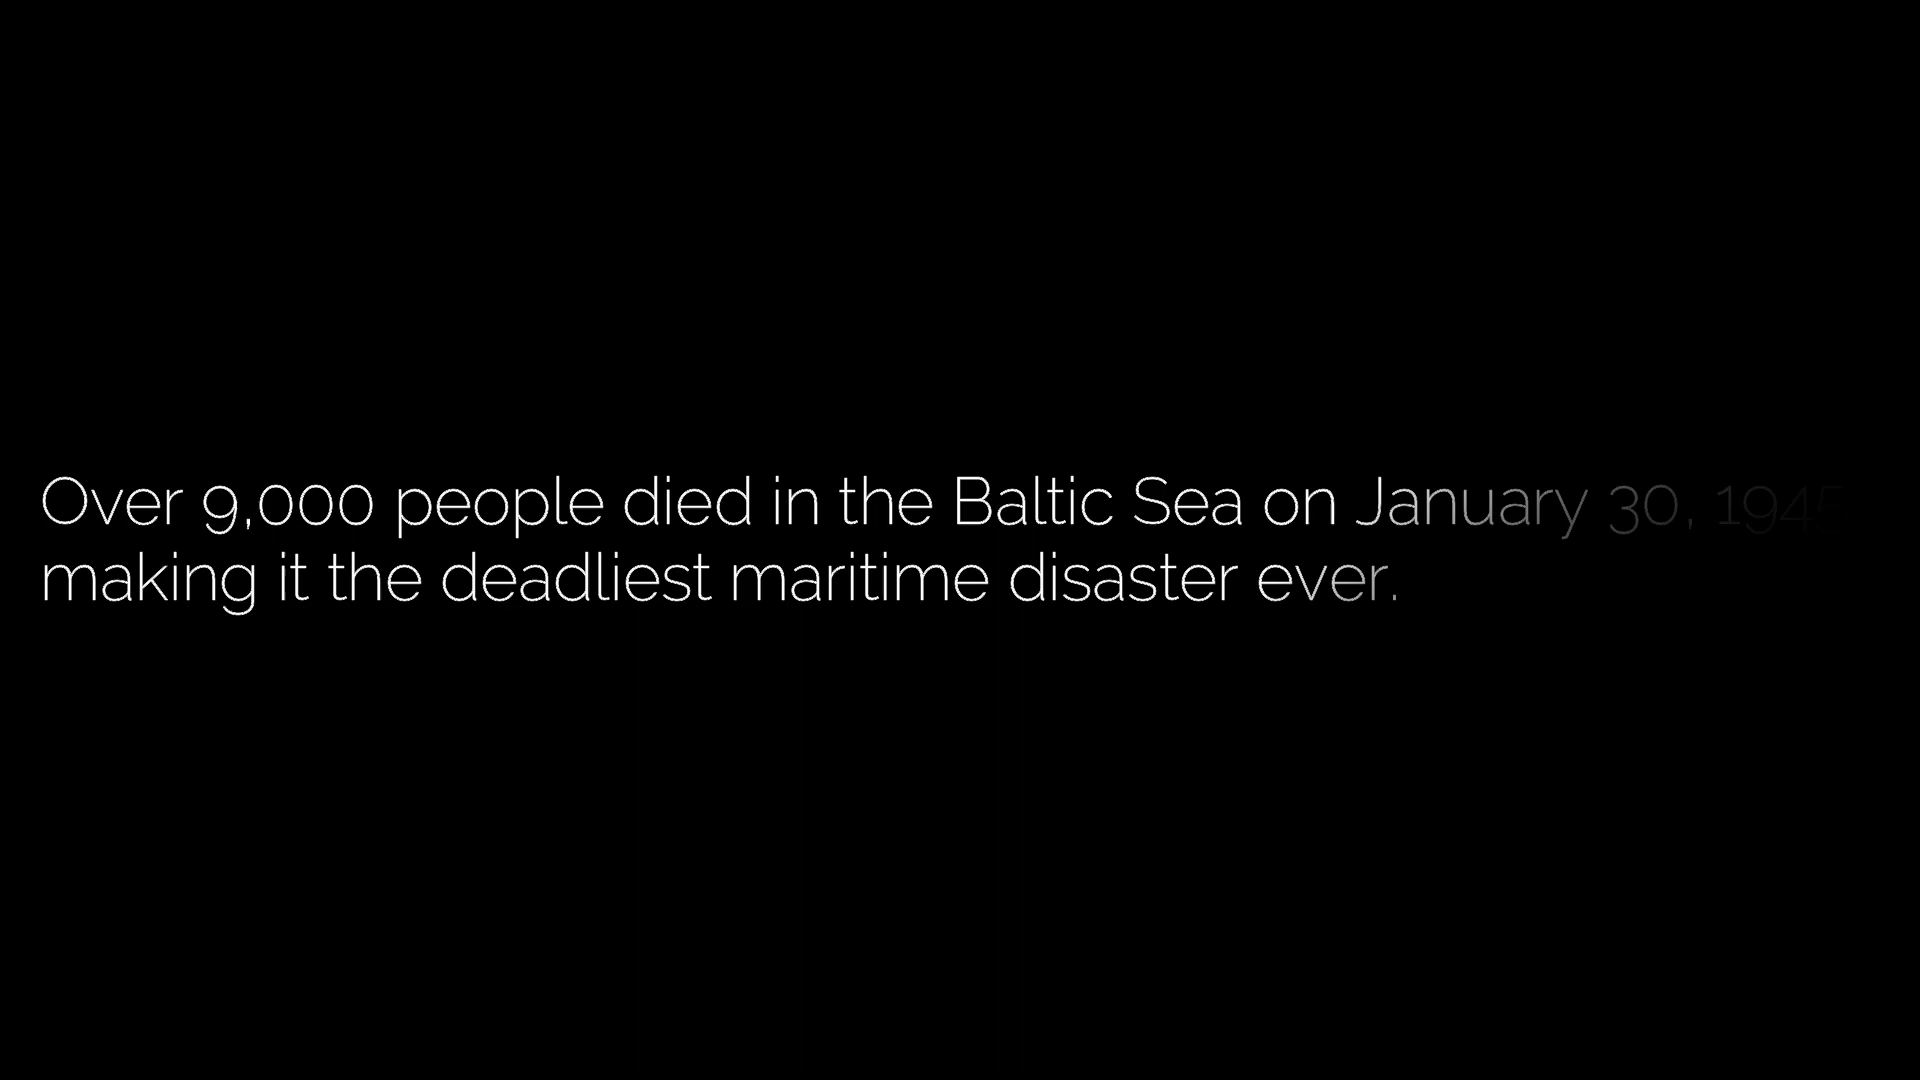 Over 9,000 people died in the Baltic Sea on January 30, 1945
making it the deadliest maritime disaster ever.